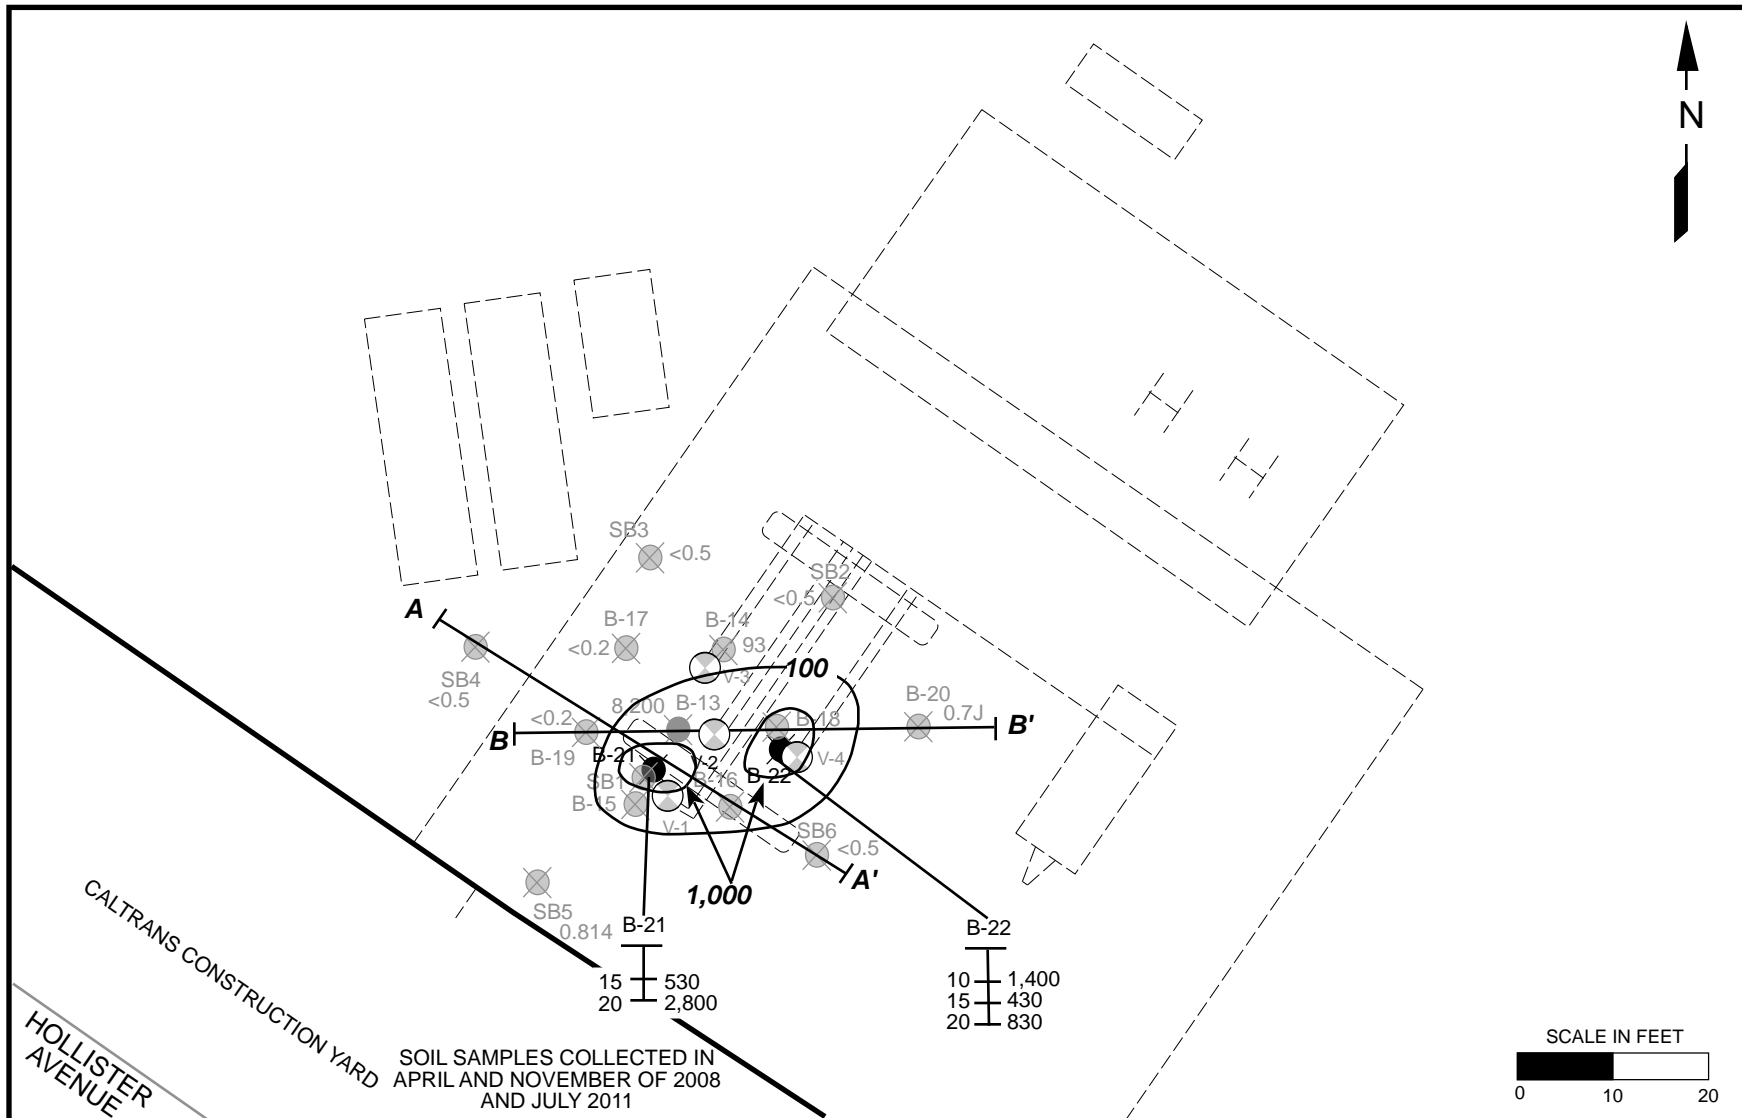 N
SB3
<0.5
SB2
<0.5
A
B-17
<0.2
B-14
93
SB4
<0.5
V-3
100
8,200
B-13
B-18
B-20
0.7J
<0.2
B
B'
B-19
B-21
V-2
V-4
SB1
B-16
B-22
B-15
V-1
SB6
<0.5
A'
1,000
SB5
0.814
B-21
15 530
20 2,800
B-22
10 1,400
15 430
20 830
CALTRANS CONSTRUCTION YARD
HOLLISTER
AVENUE
SOIL SAMPLES COLLECTED IN
APRIL AND NOVEMBER OF 2008
AND JULY 2011
SCALE IN FEET
0 10 20